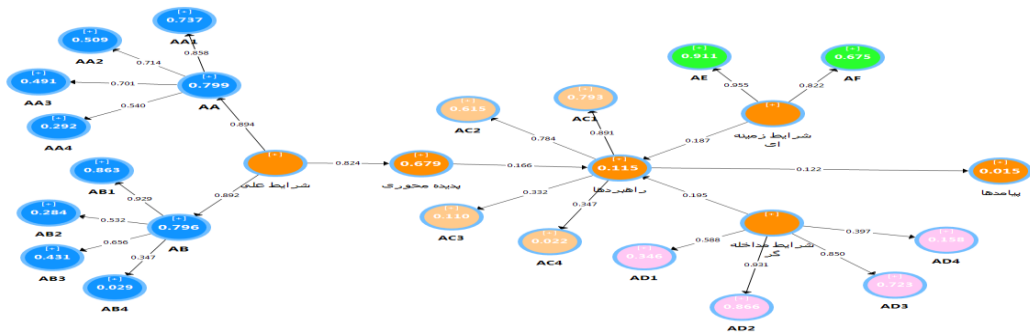 [+]
0.737
AA1
[+]
0.509
AA2
[+]
0.491
AA3
[+]
0.292
AA4
0.858
0.714
0.701
0.540
[+]
0.799
AA
0.894
[+]
شرایط علی
0.824
[+]
0.679
پدیده محوری
0.892
[+]
0.863
AB1
[+]
0.284
AB2
[+]
0.431
AB3
[+]
0.029
AB4
0.929
0.532
0.656
0.347
[+]
0.796
AB
0.166
[+]
0.615
AC2
[+]
0.793
AC1
0.784
0.891
[+]
0.115
راهبردها
0.332
0.347
[+]
0.110
AC3
[+]
0.022
AC4
[+]
0.911
AE
[+]
0.675
AF
0.955
0.822
[+]
شرایط زمینه
ای
0.187
0.122
[+]
0.015
پیامدها
0.195
[+]
شرایط مداخله
گر
0.588
0.931
0.850
0.397
[+]
0.346
AD1
[+]
0.866
AD2
[+]
0.723
AD3
[+]
0.158
AD4